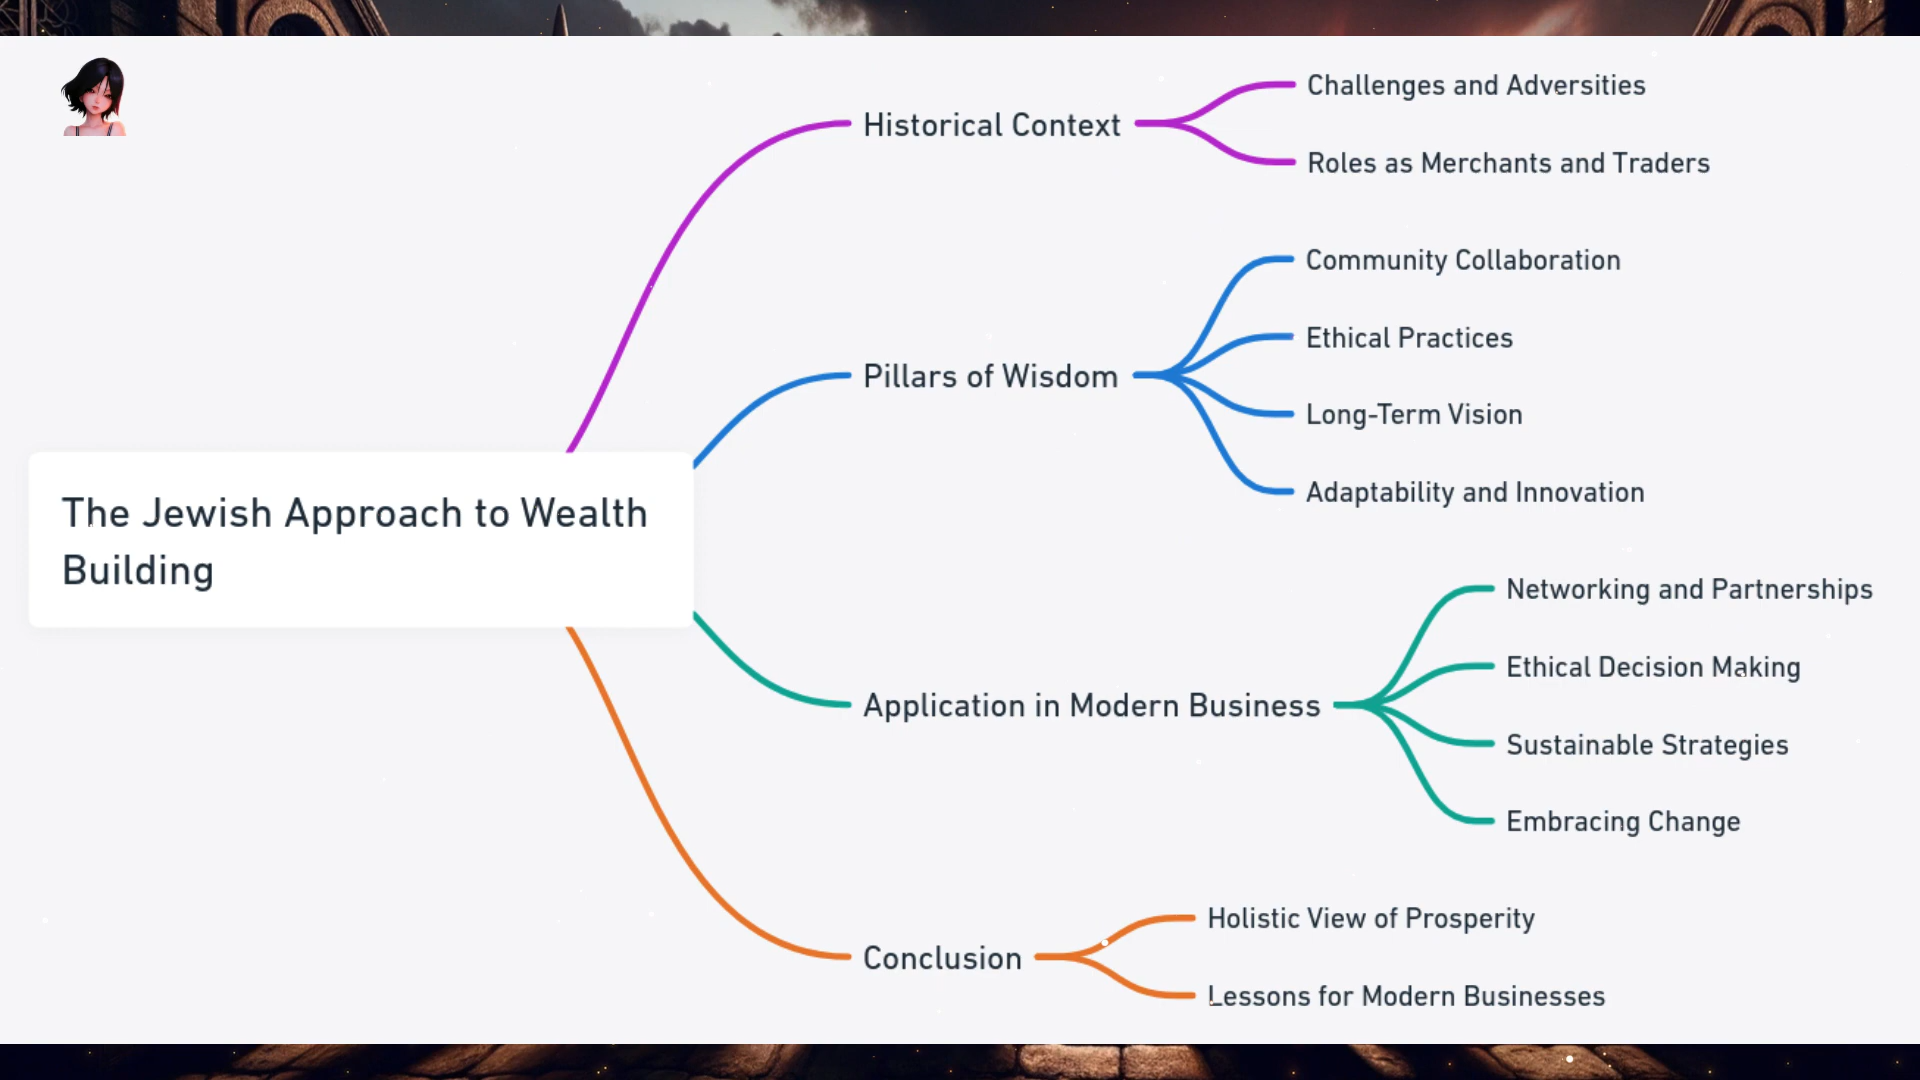 The Jewish Approach to Wealth
Building
Historical Context
Challenges and Adversities
Roles as Merchants and Traders
Pillars of Wisdom
Community Collaboration
Ethical Practices
Long-Term Vision
Adaptability and Innovation
Application in Modern Business
Networking and Partnerships
Ethical Decision Making
Sustainable Strategies
Embracing Change
Conclusion
Holistic View of Prosperity
Lessons for Modern Businesses